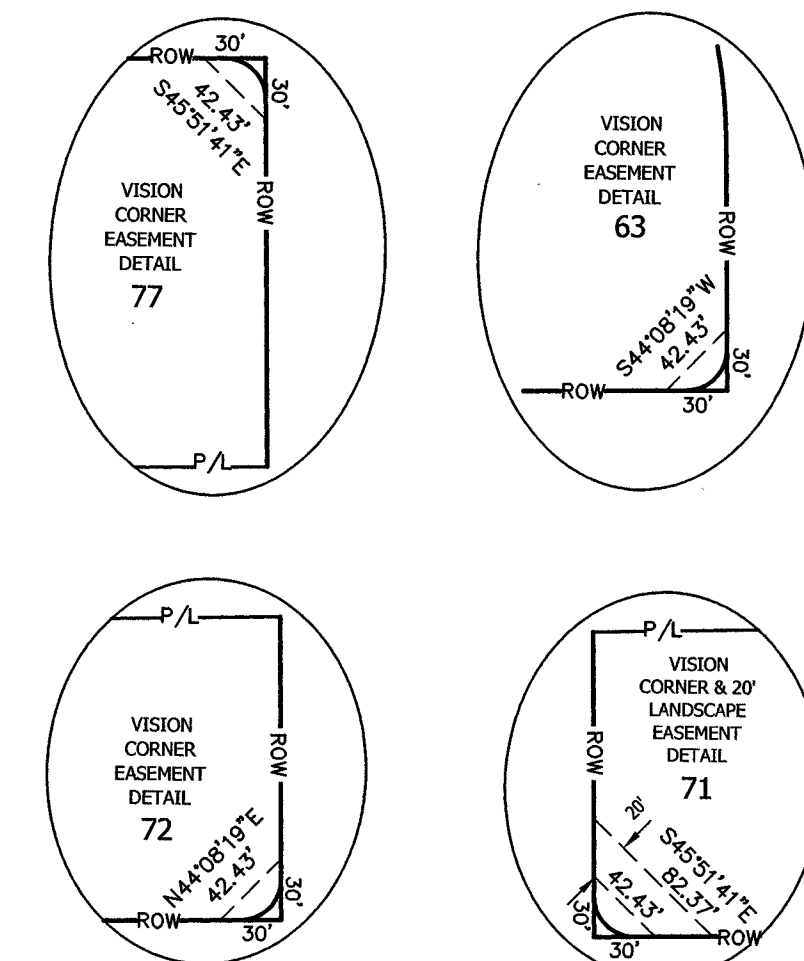 30'
ROW
30'
42.43'
S45°51'41"E
ROW
VISION
CORNER
EASEMENT
DETAIL
77
P/L
VISION
CORNER
EASEMENT
DETAIL
63
ROW
S44°08'19"W
42.43'
30'
ROW
30'
P/L
VISION
CORNER
EASEMENT
DETAIL
72
ROW
N44°08'19"E
42.43'
30'
ROW
30'
P/L
VISION
CORNER & 20'
LANDSCAPE
EASEMENT
DETAIL
71
ROW
20'
S45°51'41"E
82.37'
42.43'
30'
30'
ROW